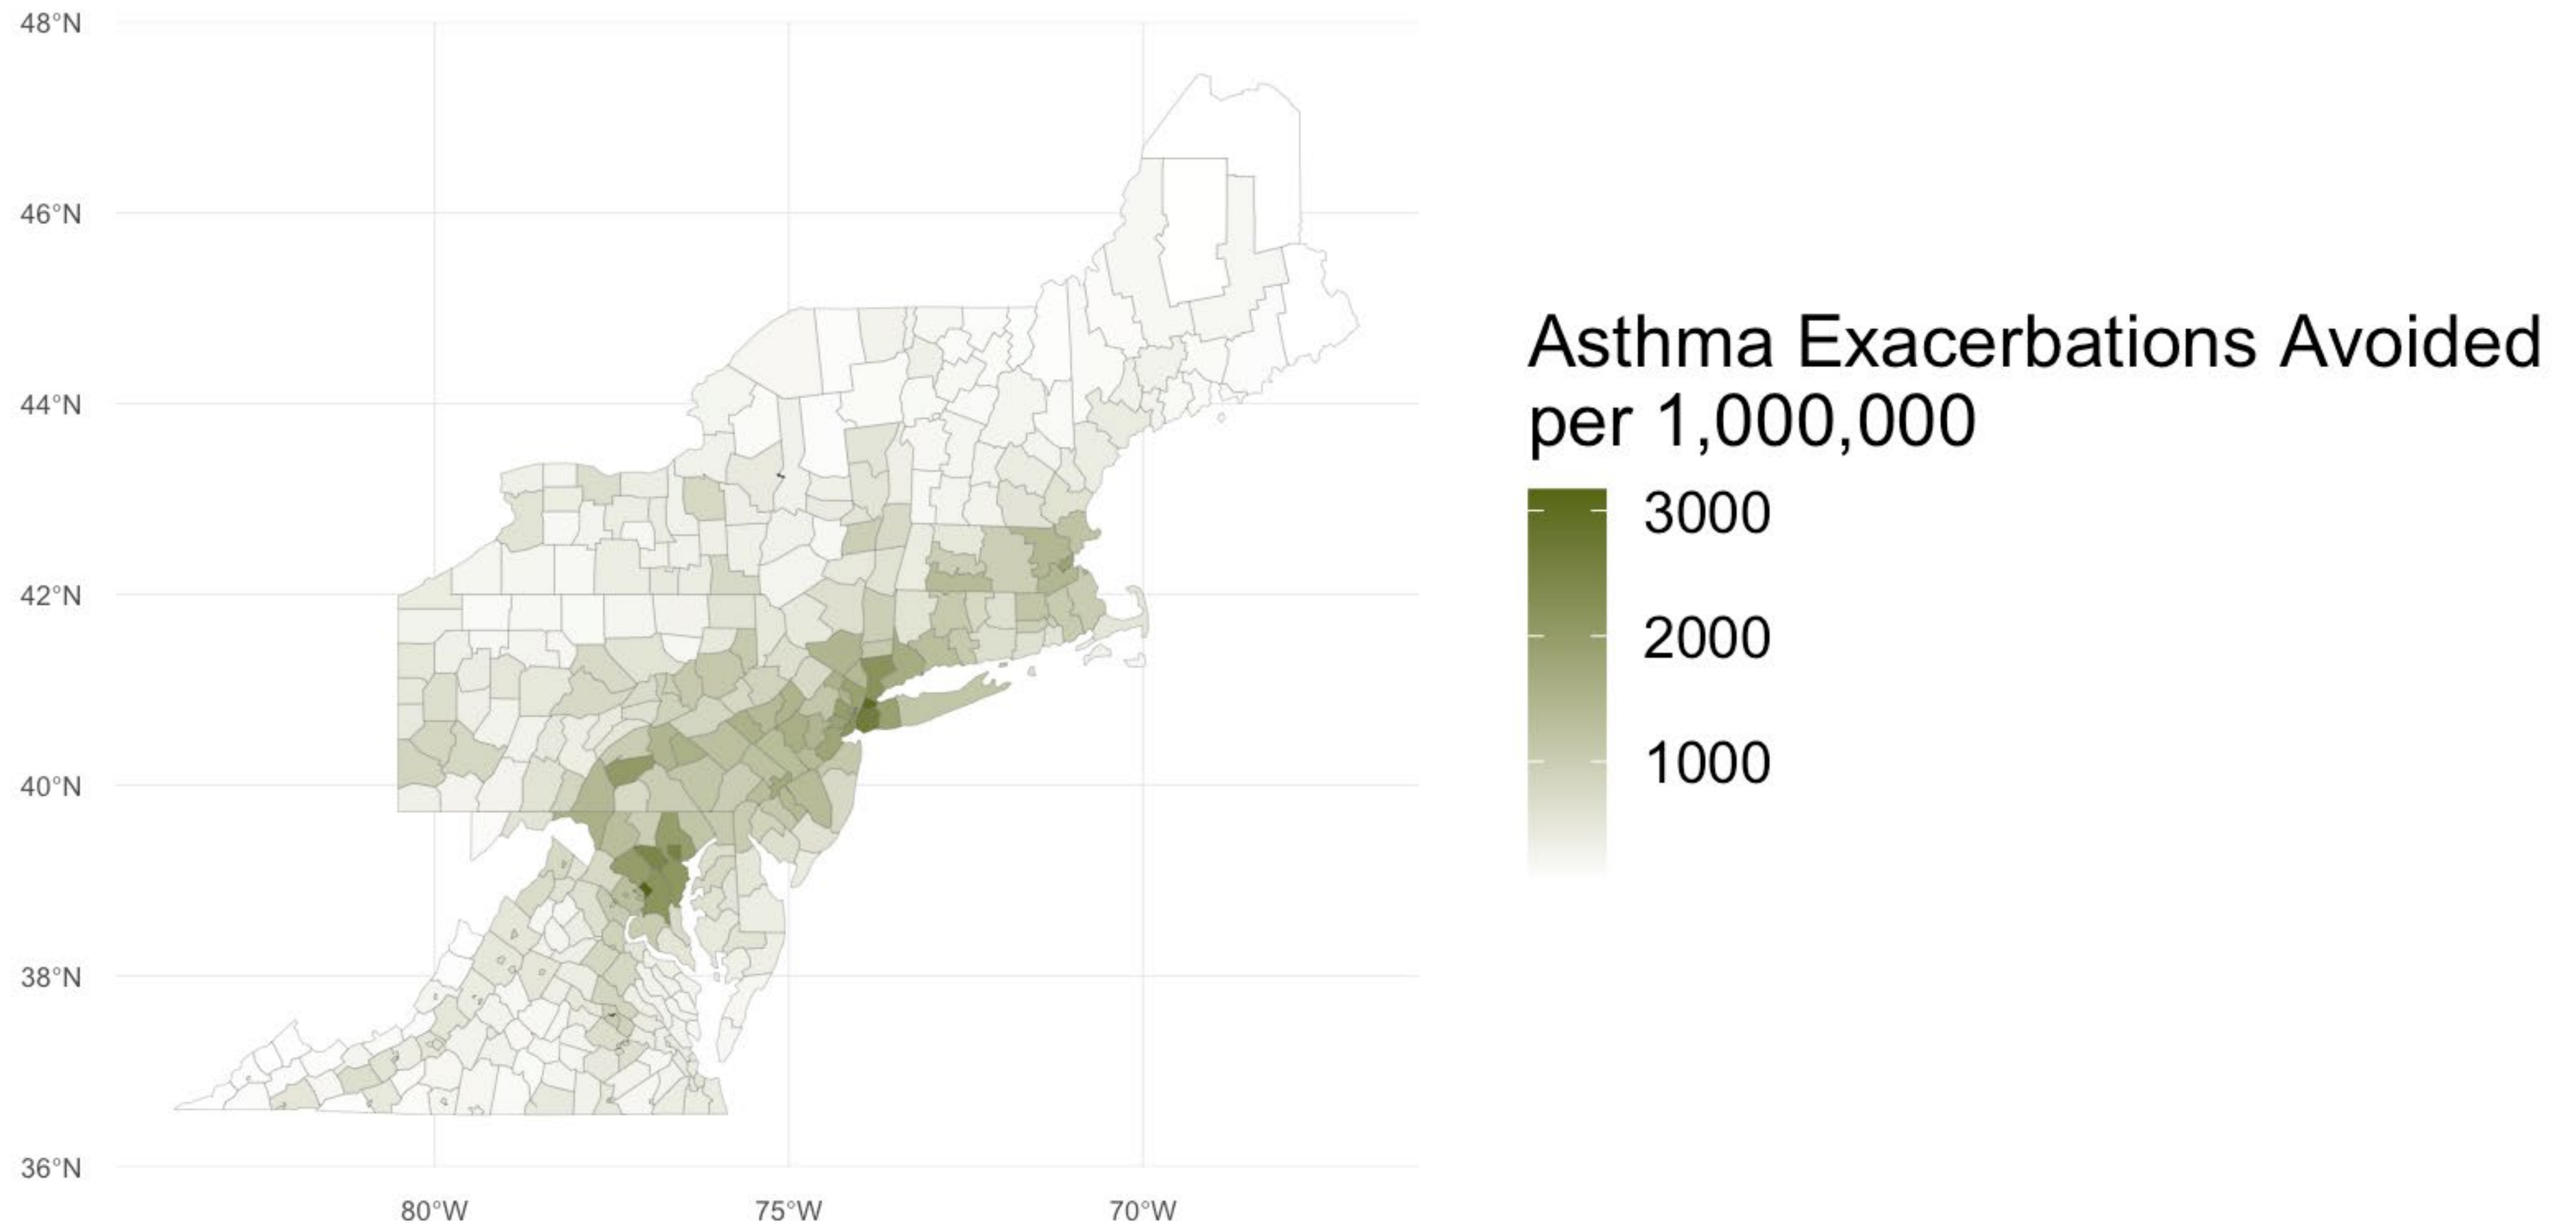 48°N
46°N
44°N
42°N
40°N
38°N
36°N
80°W 75°W 70°W
Asthma Exacerbations Avoided
per 1,000,000
3000
2000
1000